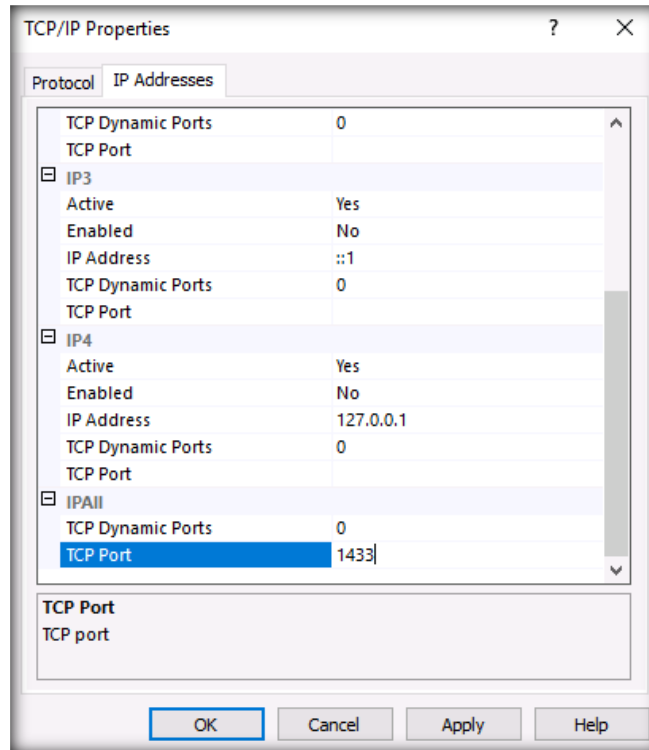 TCP/IP Properties ? ×
Protocol IP Addresses
TCP Dynamic Ports 0
TCP Port
IP3
Active Yes
Enabled No
IP Address ::1
TCP Dynamic Ports 0
TCP Port
IP4
Active Yes
Enabled No
IP Address 127.0.0.1
TCP Dynamic Ports 0
TCP Port
IPAll
TCP Dynamic Ports 0
TCP Port 1433
TCP Port
TCP port
OK Cancel Apply Help